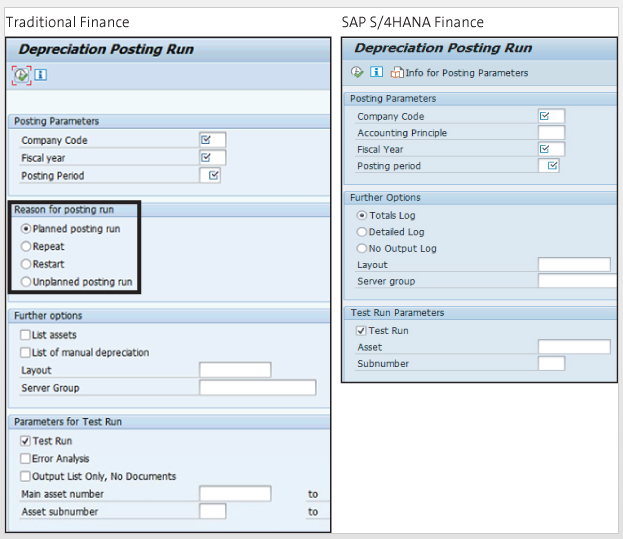 Traditional Finance
Depreciation Posting Run
Posting Parameters
Company Code
Fiscal year
Posting Period
Reason for posting run
Planned posting run
Repeat
Restart
Unplanned posting run
Further options
List assets
List of manual depreciation
Layout
Server Group
Parameters for Test Run
Test Run
Error Analysis
Output List Only, No Documents
Main asset number to
Asset subnumber to
SAP S/4HANA Finance
Depreciation Posting Run
Info for Posting Parameters
Posting Parameters
Company Code
Accounting Principle
Fiscal Year
Posting period
Further Options
Totals Log
Detailed Log
No Output Log
Layout
Server group
Test Run Parameters
Test Run
Asset
Subnumber